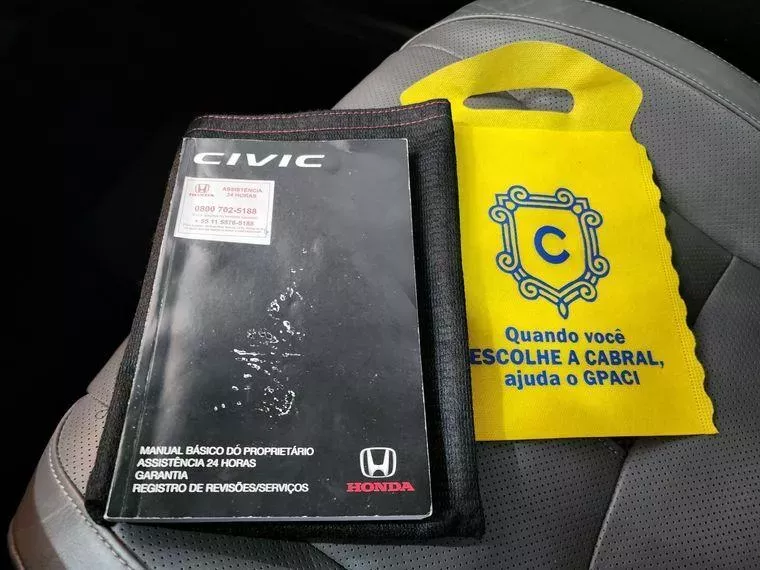 CIVIC
HONDA
ASSISTÊNCIA
24 HORAS
0800 702-5188
+ 55 11 5576-5188
MANUAL BÁSICO DO PROPRIETÁRIO
ASSISTÊNCIA 24 HORAS
GARANTIA
REGISTRO DE REVISÕES/SERVIÇOS
HONDA
C
Quando você
ESCOLHE A CABRAL,
ajuda o GPACI